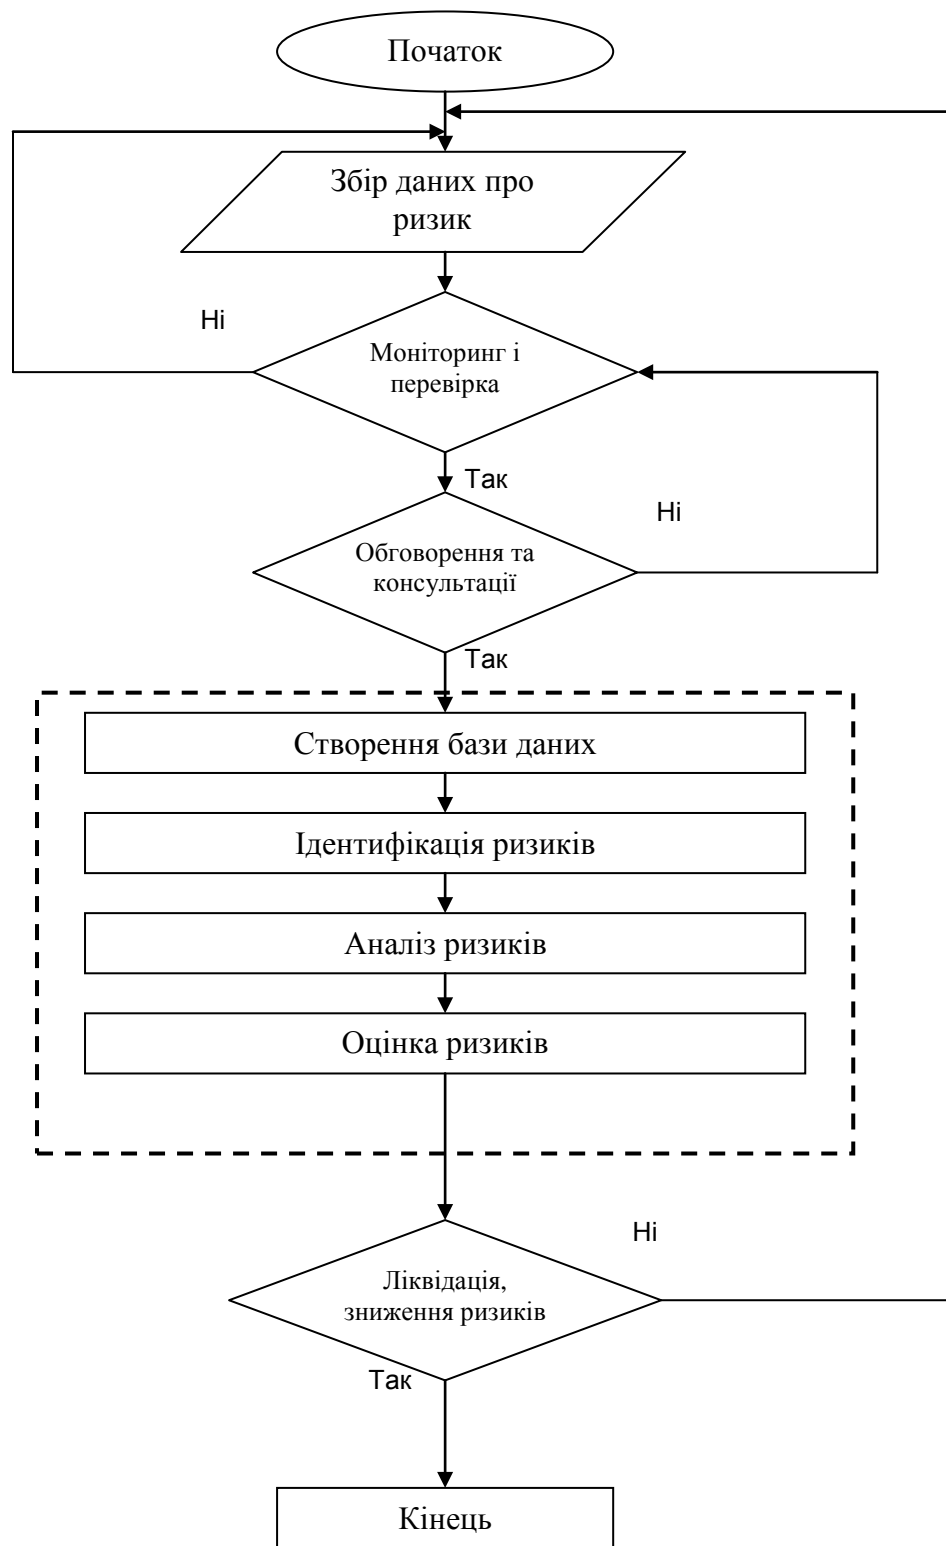 Початок
Збір даних про
ризик
Ні
Моніторинг і
перевірка
Так
Ні
Обговорення та
консультації
Так
Створення бази даних
Ідентифікація ризиків
Аналіз ризиків
Оцінка ризиків
Ні
Ліквідація,
зниження ризиків
Так
Кінець